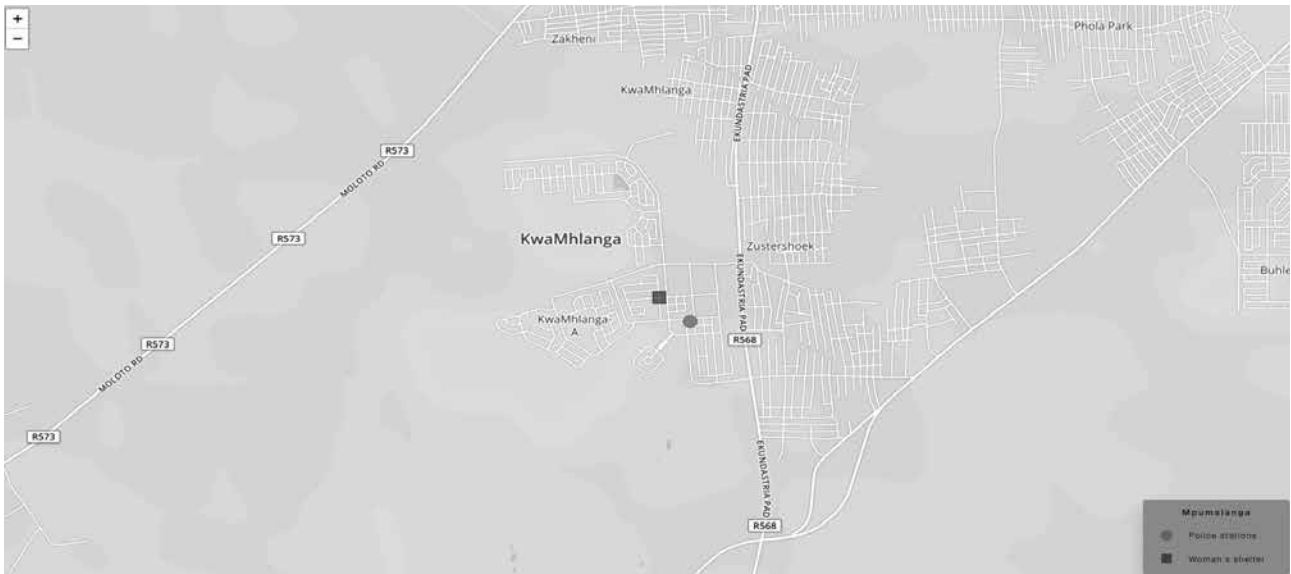 +
−
Zakheni
Phola Park
KwaMhlanga
EKUNDASTRIA PAD
R573
MOLOTO RD
R573
KwaMhlanga
Zustershoek
EKUNDASTRIA PAD
Buhle
KwaMhlanga
A
R568
R573
MOLOTO RD
R573
EKUNDASTRIA PAD
R568
Mpumalanga
Police stations
Woman's shelter